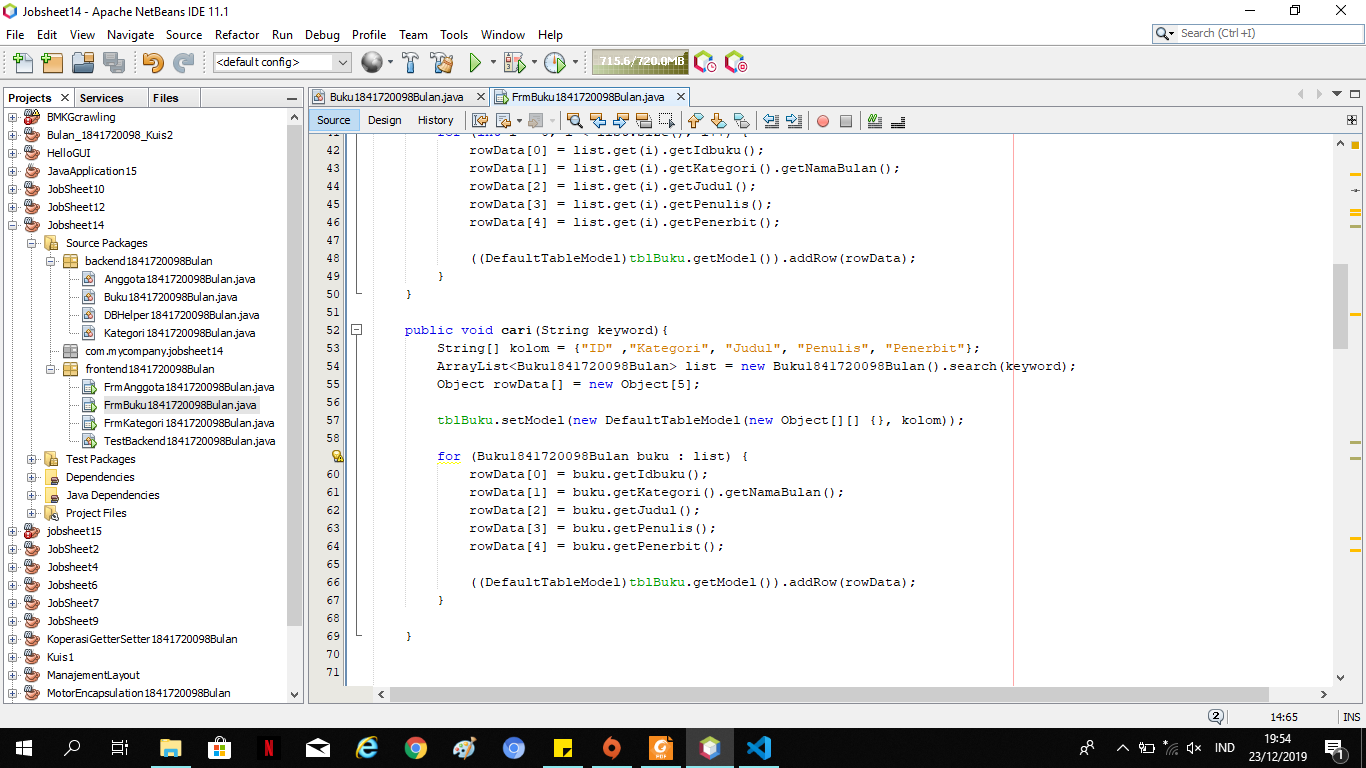 Jobsheet14 - Apache NetBeans IDE 11.1
File Edit View Navigate Source Refactor Run Debug Profile Team Tools Window Help
Search (Ctrl+I)
<default config>
715.6/720.0MB
Projects Services Files
BMKGcrawling
Bulan_1841720098_Kuis2
HelloGUI
JavaApplication15
JobSheet10
JobSheet12
Jobsheet14
Source Packages
backend1841720098Bulan
Anggota1841720098Bulan.java
Buku1841720098Bulan.java
DBHelper1841720098Bulan.java
Kategori1841720098Bulan.java
com.mycompany.jobsheet14
frontend1841720098Bulan
FrmAnggota1841720098Bulan.java
FrmBuku1841720098Bulan.java
FrmKategori1841720098Bulan.java
TestBackend1841720098Bulan.java
Test Packages
Dependencies
Java Dependencies
Project Files
jobsheet15
JobSheet2
Jobsheet4
Jobsheet6
JobSheet7
JobSheet9
KoperasiGetterSetter1841720098Bulan
Kuis1
ManajementLayout
MotorEncapsulation1841720098Bulan
Buku1841720098Bulan.java FrmBuku1841720098Bulan.java
Source Design History
41 for (int i = 0; i < list.size(); i++) {
42 rowData[0] = list.get(i).getIdbuku();
43 rowData[1] = list.get(i).getKategori().getNamaBulan();
44 rowData[2] = list.get(i).getJudul();
45 rowData[3] = list.get(i).getPenulis();
46 rowData[4] = list.get(i).getPenerbit();
47
48 ((DefaultTableModel)tblBuku.getModel()).addRow(rowData);
49 }
50 }
51
52 public void cari(String keyword){
53 String[] kolom = {"ID" ,"Kategori", "Judul", "Penulis", "Penerbit"};
54 ArrayList<Buku1841720098Bulan> list = new Buku1841720098Bulan().search(keyword);
55 Object rowData[] = new Object[5];
56
57 tblBuku.setModel(new DefaultTableModel(new Object[][] {}, kolom));
58
for (Buku1841720098Bulan buku : list) {
60 rowData[0] = buku.getIdbuku();
61 rowData[1] = buku.getKategori().getNamaBulan();
62 rowData[2] = buku.getJudul();
63 rowData[3] = buku.getPenulis();
64 rowData[4] = buku.getPenerbit();
65
66 ((DefaultTableModel)tblBuku.getModel()).addRow(rowData);
67 }
68
69 }
70
71
2 14:65 INS
IND
19:54
23/12/2019
1